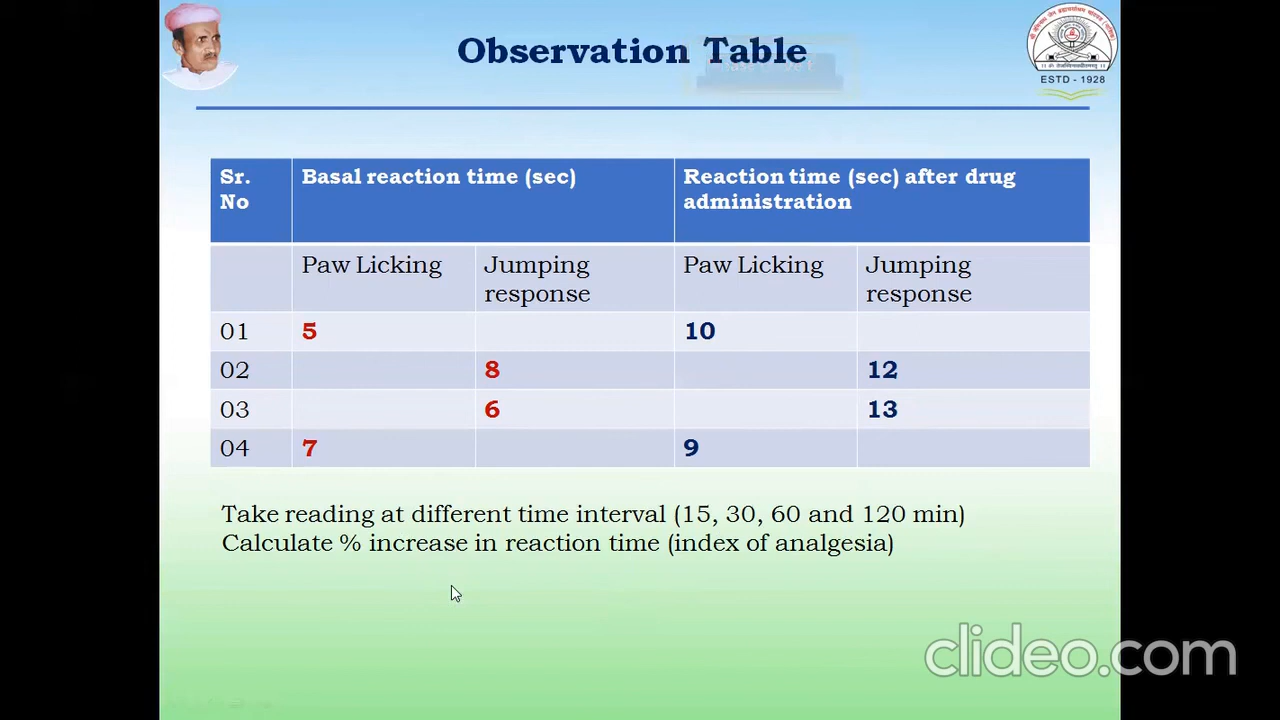 Observation Table
ESTD - 1928
Sr. No
Basal reaction time (sec)
Reaction time (sec) after drug administration
Paw Licking
Jumping response
Paw Licking
Jumping response
01 5 10
02 8 12
03 6 13
04 7 9
Take reading at different time interval (15, 30, 60 and 120 min)
Calculate % increase in reaction time (index of analgesia)
clideo.com